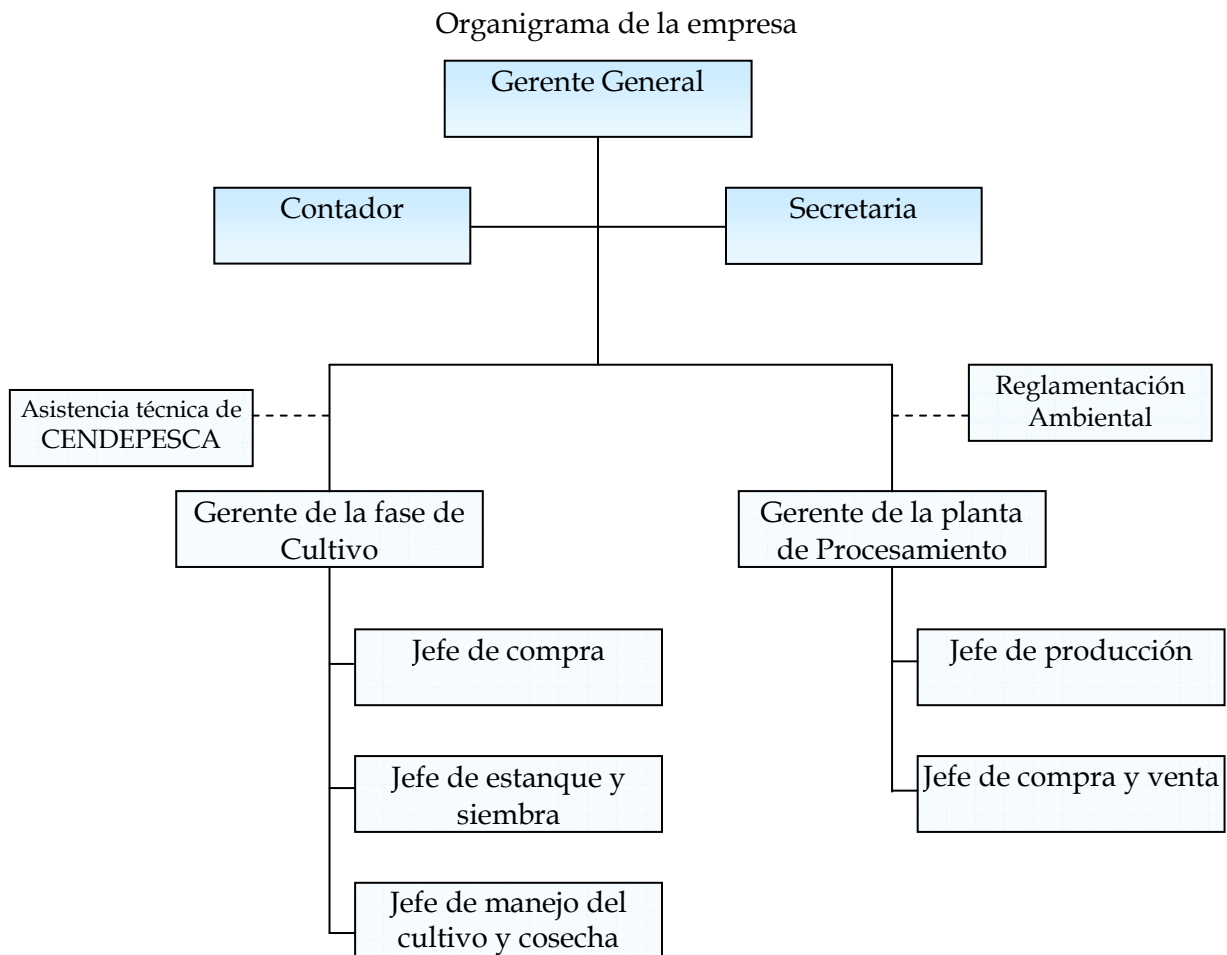 Organigrama de la empresa
Gerente General
Contador
Secretaria
Asistencia técnica de
CENDEPESCA
Reglamentación
Ambiental
Gerente de la fase de
Cultivo
Gerente de la planta
de Procesamiento
Jefe de compra
Jefe de producción
Jefe de estanque y
siembra
Jefe de compra y venta
Jefe de manejo del
cultivo y cosecha